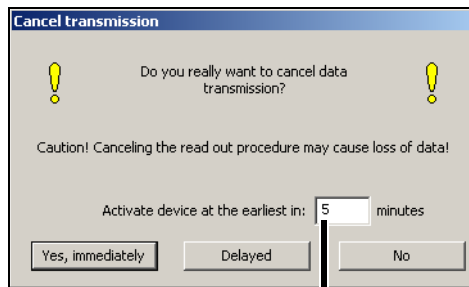 Cancel transmission
Do you really want to cancel data
transmission?
Caution! Canceling the read out procedure may cause loss of data!
Activate device at the earliest in: 5 minutes
Yes, immediately Delayed No